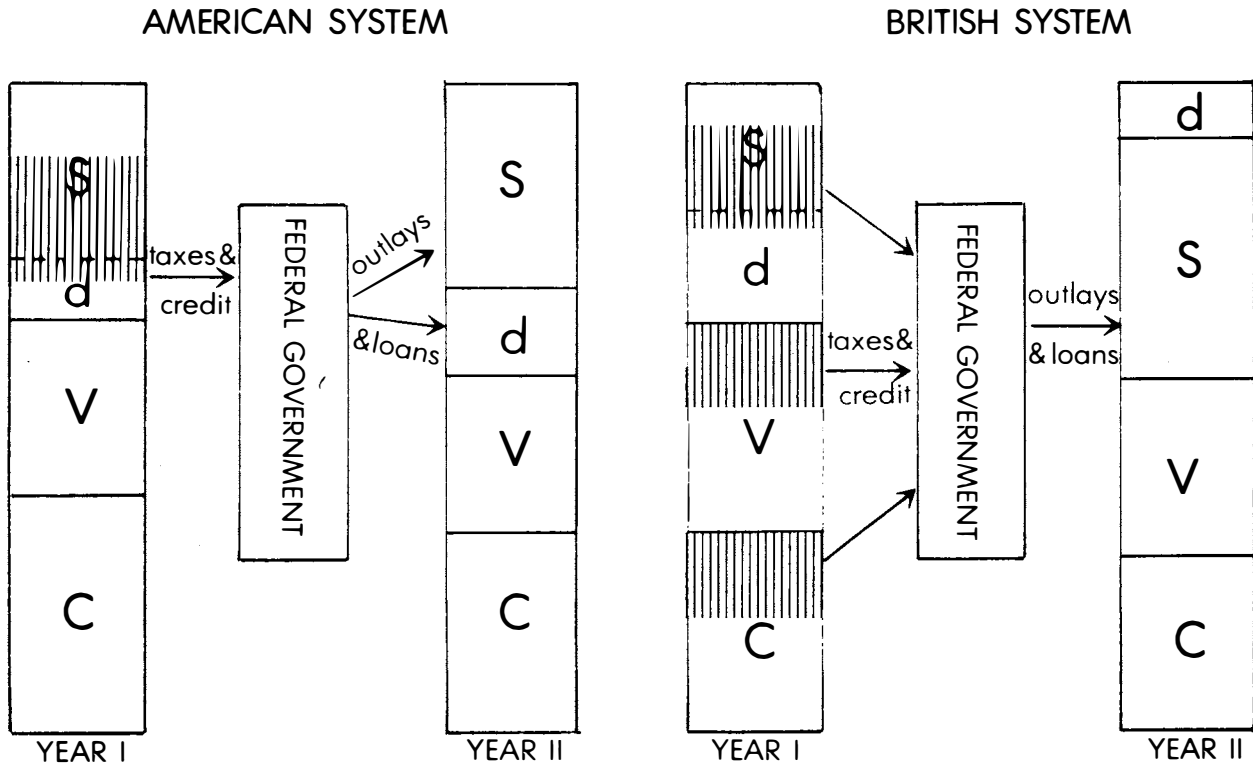 AMERICAN SYSTEM
S
d
V
C
YEAR I
taxes &
credit
FEDERAL GOVERNMENT
outlays
& loans
S
d
V
C
YEAR II
BRITISH SYSTEM
S
d
V
C
YEAR I
taxes &
credit
FEDERAL GOVERNMENT
outlays
& loans
d
S
V
C
YEAR II